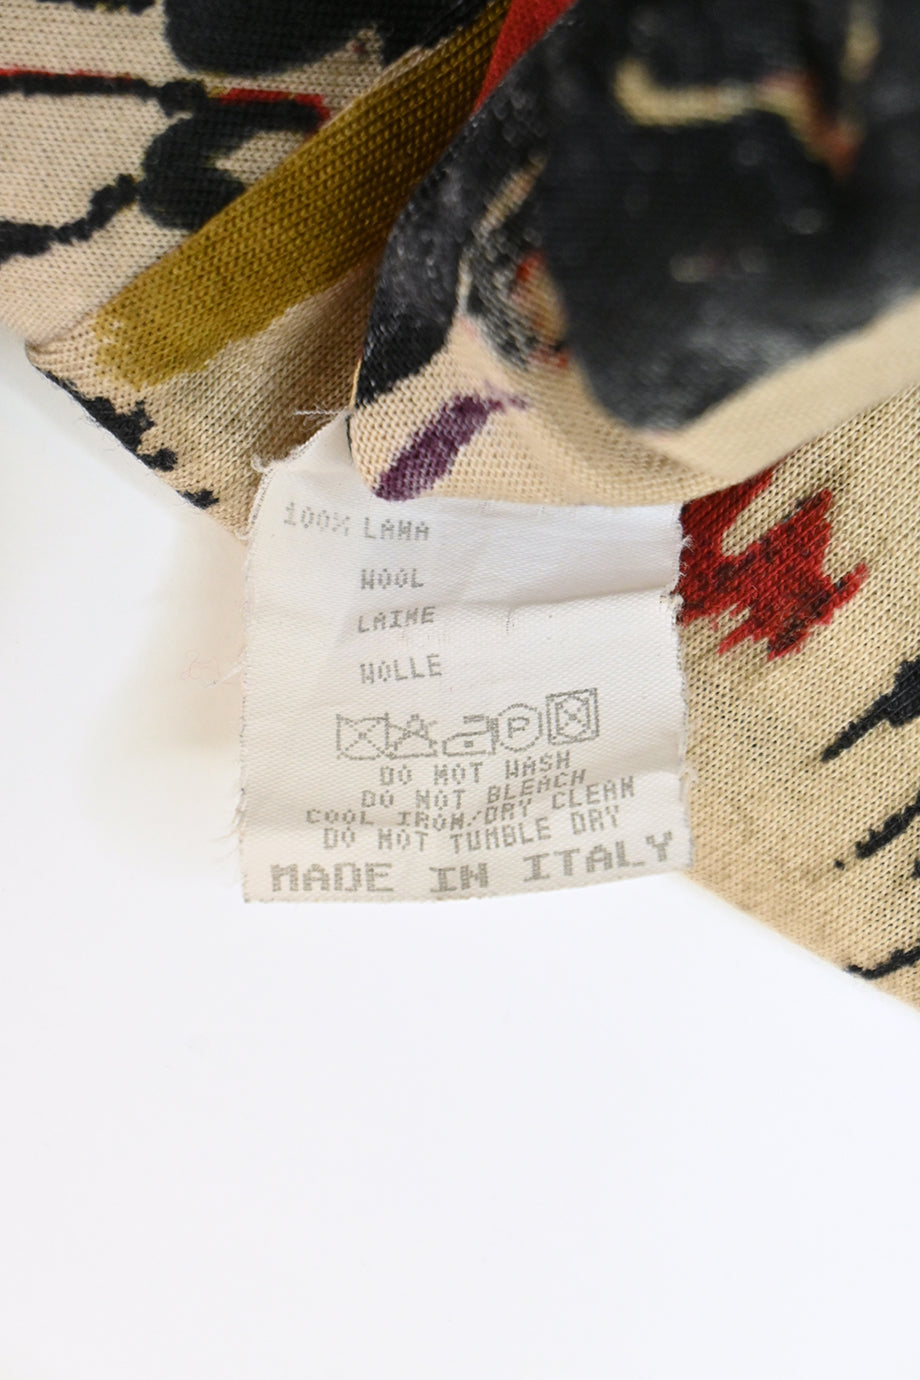 100% LANA
WOOL
LAINE
WOLLE
P
DO NOT WASH
DO NOT BLEACH
COOL IRON/DRY CLEAN
DO NOT TUMBLE DRY
MADE IN ITALY